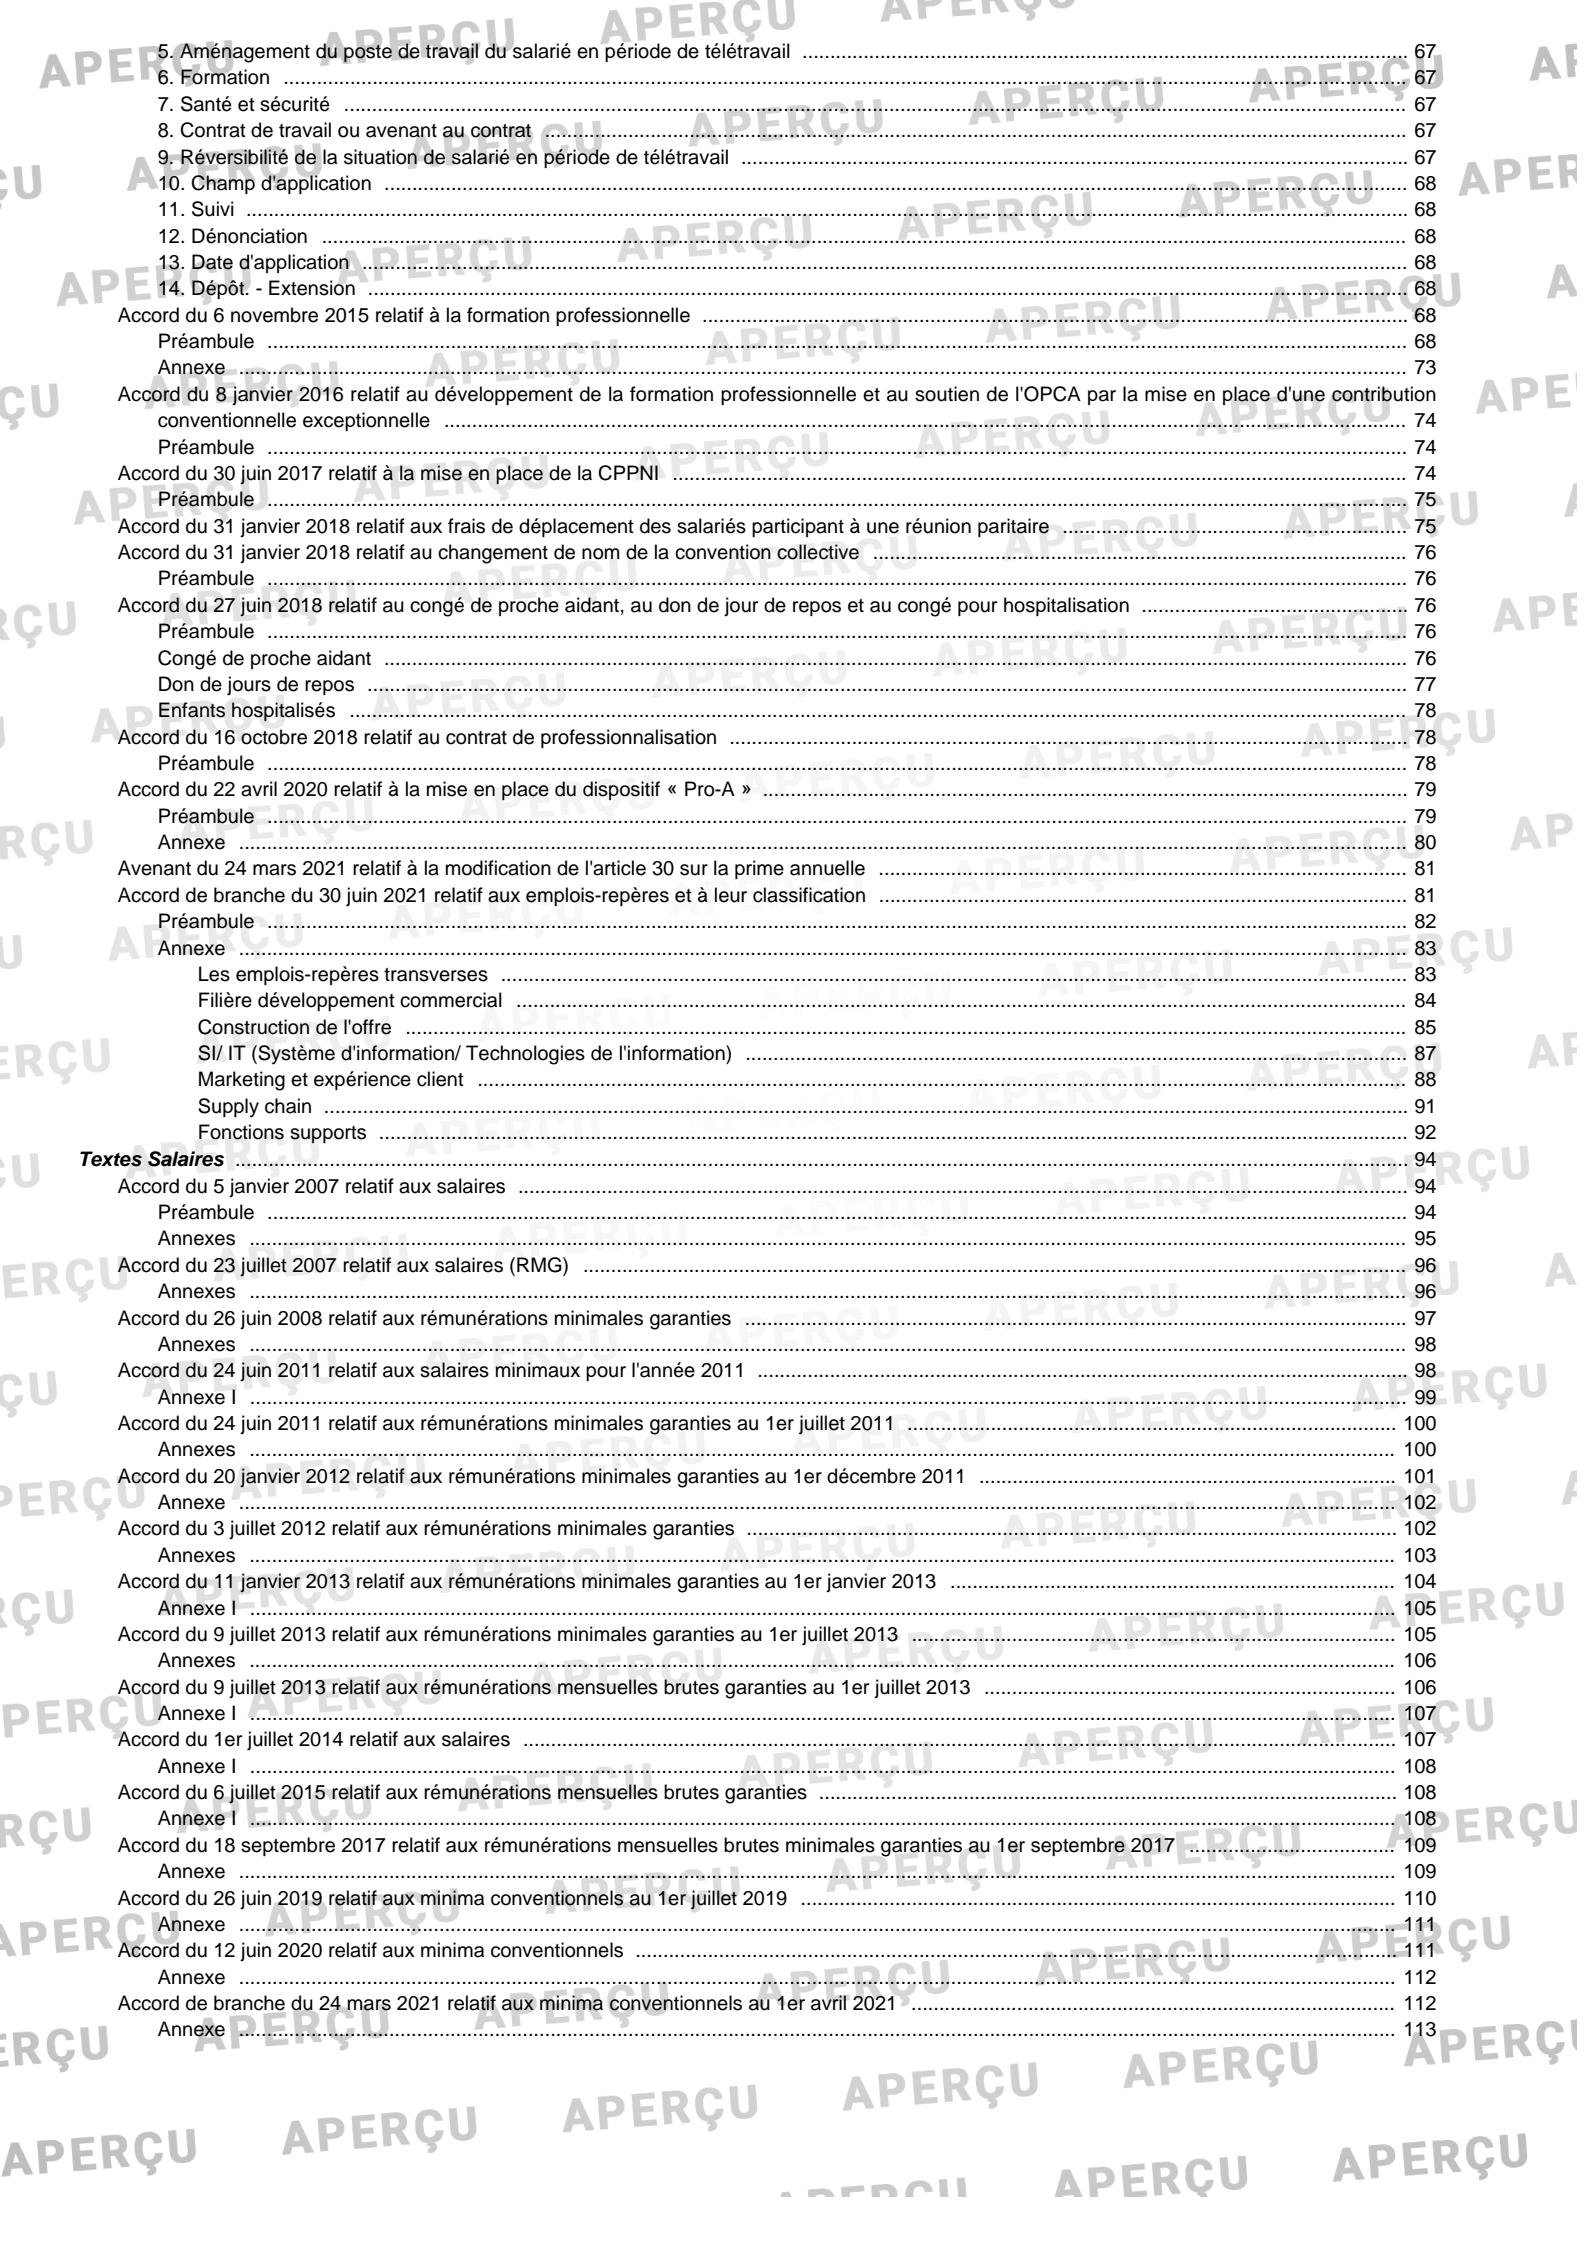 5. Aménagement du poste de travail du salarié en période de télétravail ........ 67
6. Formation ........ 67
7. Santé et sécurité ........ 67
8. Contrat de travail ou avenant au contrat ........ 67
9. Réversibilité de la situation de salarié en période de télétravail ........ 67
10. Champ d'application ........ 68
11. Suivi ........ 68
12. Dénonciation ........ 68
13. Date d'application ........ 68
14. Dépôt. - Extension ........ 68
Accord du 6 novembre 2015 relatif à la formation professionnelle ........ 68
Préambule ........ 68
Annexe ........ 73
Accord du 8 janvier 2016 relatif au développement de la formation professionnelle et au soutien de l'OPCA par la mise en place d'une contribution
conventionnelle exceptionnelle ........ 74
Préambule ........ 74
Accord du 30 juin 2017 relatif à la mise en place de la CPPNI ........ 74
Préambule ........ 75
Accord du 31 janvier 2018 relatif aux frais de déplacement des salariés participant à une réunion paritaire ........ 75
Accord du 31 janvier 2018 relatif au changement de nom de la convention collective ........ 76
Préambule ........ 76
Accord du 27 juin 2018 relatif au congé de proche aidant, au don de jour de repos et au congé pour hospitalisation ........ 76
Préambule ........ 76
Congé de proche aidant ........ 76
Don de jours de repos ........ 77
Enfants hospitalisés ........ 78
Accord du 16 octobre 2018 relatif au contrat de professionnalisation ........ 78
Préambule ........ 78
Accord du 22 avril 2020 relatif à la mise en place du dispositif « Pro-A » ........ 79
Préambule ........ 79
Annexe ........ 80
Avenant du 24 mars 2021 relatif à la modification de l'article 30 sur la prime annuelle ........ 81
Accord de branche du 30 juin 2021 relatif aux emplois-repères et à leur classification ........ 81
Préambule ........ 82
Annexe ........ 83
Les emplois-repères transverses ........ 83
Filière développement commercial ........ 84
Construction de l'offre ........ 85
SI/ IT (Système d'information/ Technologies de l'information) ........ 87
Marketing et expérience client ........ 88
Supply chain ........ 91
Fonctions supports ........ 92
Textes Salaires ........ 94
Accord du 5 janvier 2007 relatif aux salaires ........ 94
Préambule ........ 94
Annexes ........ 95
Accord du 23 juillet 2007 relatif aux salaires (RMG) ........ 96
Annexes ........ 96
Accord du 26 juin 2008 relatif aux rémunérations minimales garanties ........ 97
Annexes ........ 98
Accord du 24 juin 2011 relatif aux salaires minimaux pour l'année 2011 ........ 98
Annexe I ........ 99
Accord du 24 juin 2011 relatif aux rémunérations minimales garanties au 1er juillet 2011 ........ 100
Annexes ........ 100
Accord du 20 janvier 2012 relatif aux rémunérations minimales garanties au 1er décembre 2011 ........ 101
Annexe ........ 102
Accord du 3 juillet 2012 relatif aux rémunérations minimales garanties ........ 102
Annexes ........ 103
Accord du 11 janvier 2013 relatif aux rémunérations minimales garanties au 1er janvier 2013 ........ 104
Annexe I ........ 105
Accord du 9 juillet 2013 relatif aux rémunérations minimales garanties au 1er juillet 2013 ........ 105
Annexes ........ 106
Accord du 9 juillet 2013 relatif aux rémunérations mensuelles brutes garanties au 1er juillet 2013 ........ 106
Annexe I ........ 107
Accord du 1er juillet 2014 relatif aux salaires ........ 107
Annexe I ........ 108
Accord du 6 juillet 2015 relatif aux rémunérations mensuelles brutes garanties ........ 108
Annexe I ........ 108
Accord du 18 septembre 2017 relatif aux rémunérations mensuelles brutes minimales garanties au 1er septembre 2017 ........ 109
Annexe ........ 109
Accord du 26 juin 2019 relatif aux minima conventionnels au 1er juillet 2019 ........ 110
Annexe ........ 111
Accord du 12 juin 2020 relatif aux minima conventionnels ........ 111
Annexe ........ 112
Accord de branche du 24 mars 2021 relatif aux minima conventionnels au 1er avril 2021 ........ 112
Annexe ........ 113
APERÇU